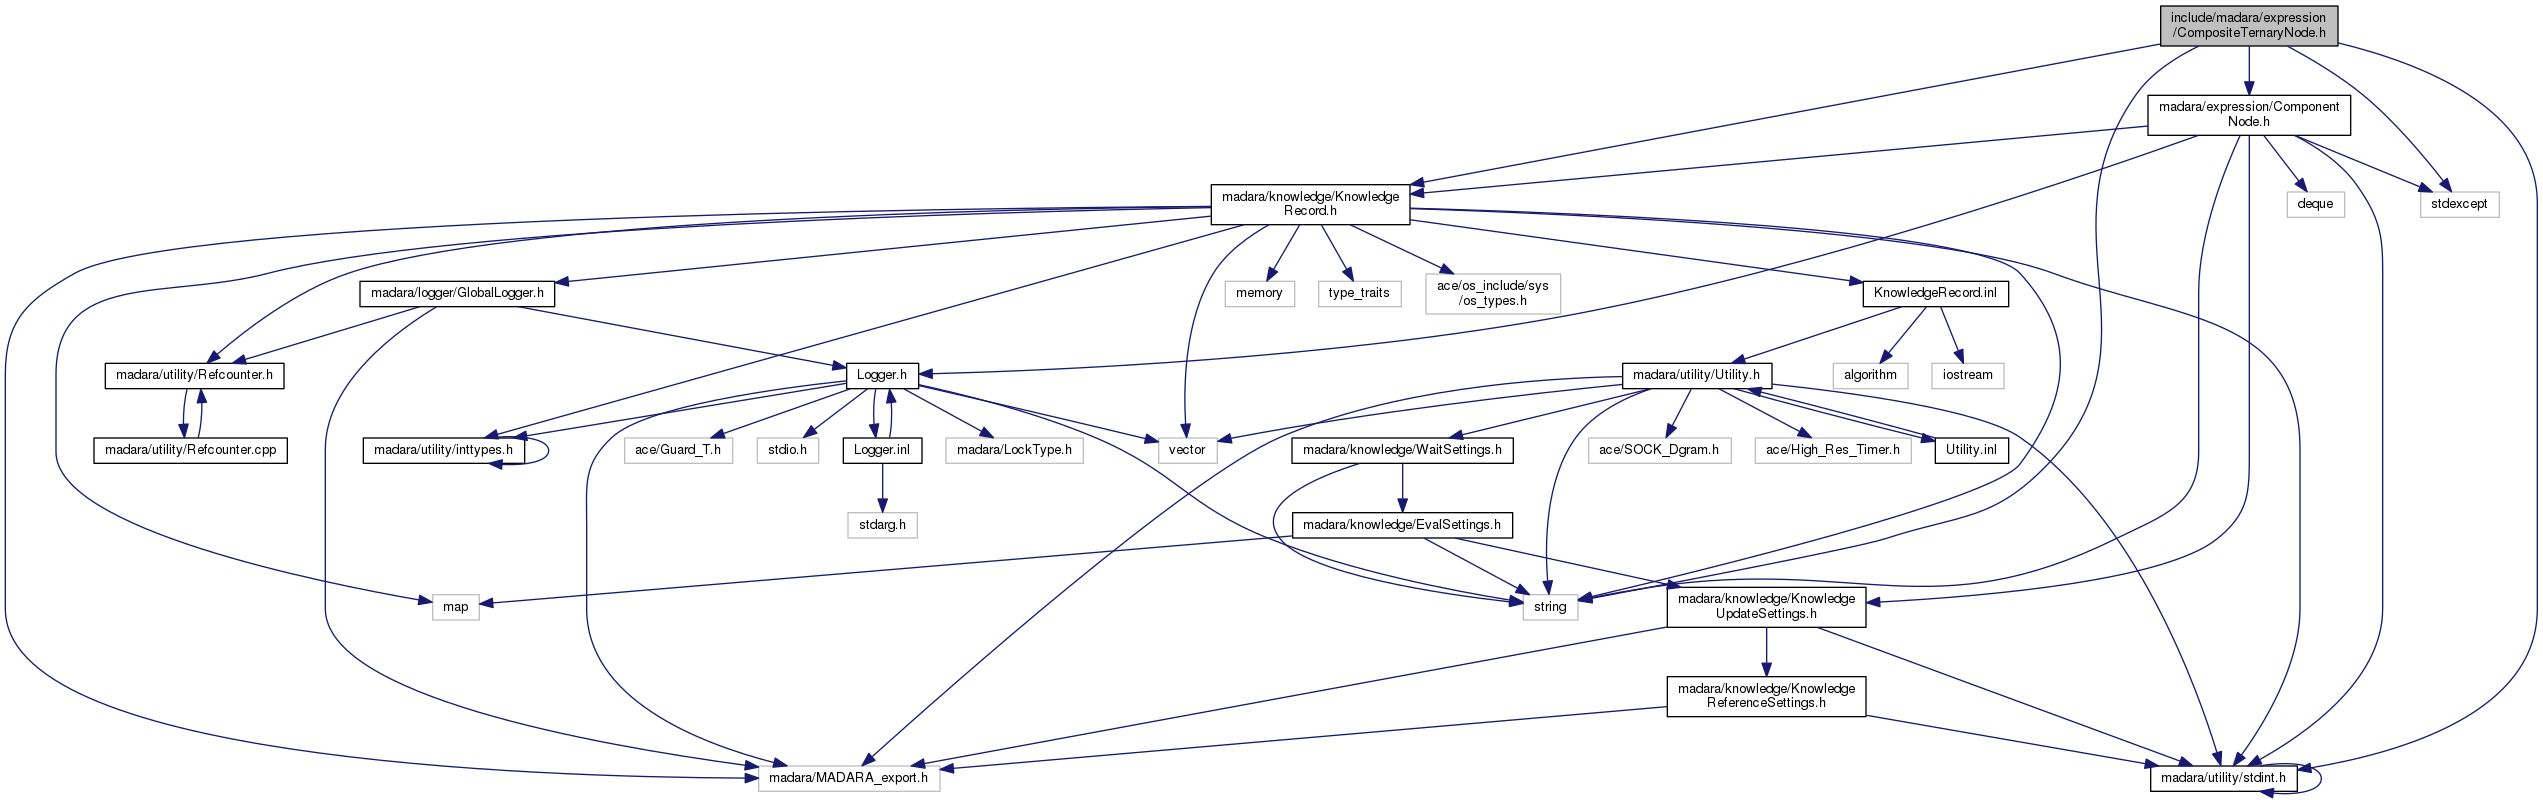 include/madara/expression
/CompositeTernaryNode.h
madara/expression/Component
Node.h
madara/knowledge/Knowledge
Record.h
deque
stdexcept
madara/logger/GlobalLogger.h
memory
type_traits
ace/os_include/sys
/os_types.h
KnowledgeRecord.inl
madara/utility/Refcounter.h
Logger.h
madara/utility/Utility.h
algorithm
iostream
madara/utility/Refcounter.cpp
madara/utility/inttypes.h
ace/Guard_T.h
stdio.h
Logger.inl
madara/LockType.h
vector
madara/knowledge/WaitSettings.h
ace/SOCK_Dgram.h
ace/High_Res_Timer.h
Utility.inl
stdarg.h
madara/knowledge/EvalSettings.h
map
string
madara/knowledge/Knowledge
UpdateSettings.h
madara/knowledge/Knowledge
ReferenceSettings.h
madara/MADARA_export.h
madara/utility/stdint.h